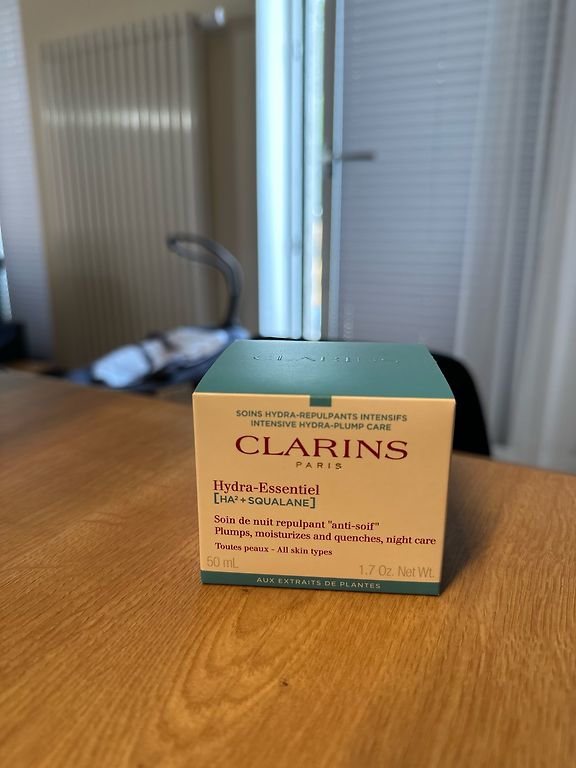 CLARINS
SOINS HYDRA-REPULPANTS INTENSIFS
INTENSIVE HYDRA-PLUMP CARE
CLARINS
PARIS
Hydra-Essentiel
[HA² + SQUALANE]
Soin de nuit repulpant "anti-soif"
Plumps, moisturizes and quenches, night care
Toutes peaux - All skin types
50 mL 1.7 Oz. Net Wt.
AUX EXTRAITS DE PLANTES